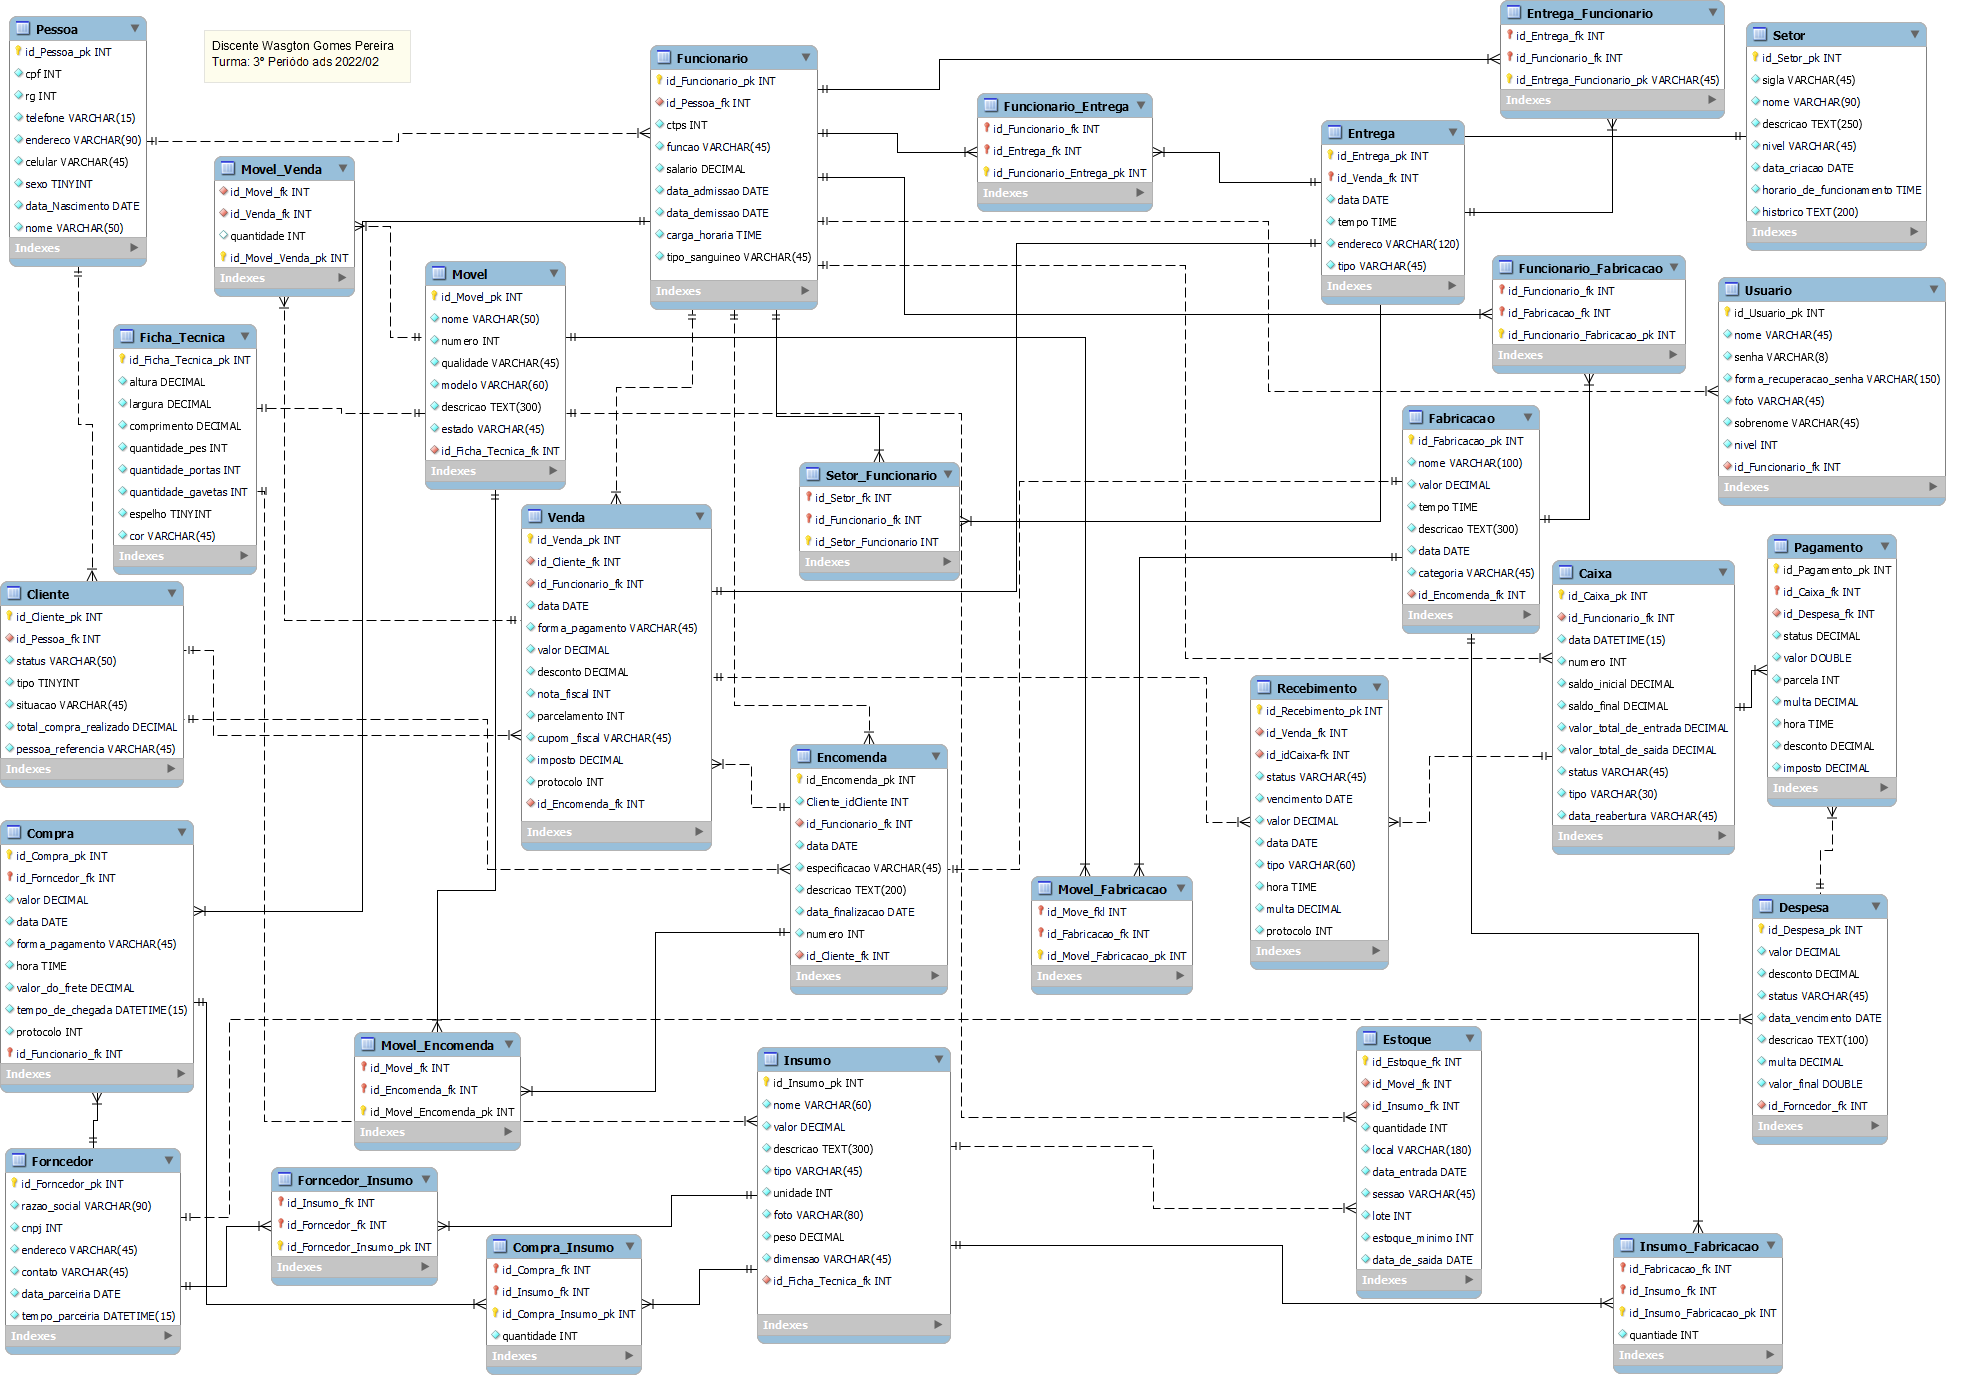 Pessoa
id_Pessoa_pk INT
cpf INT
rg INT
telefone VARCHAR(15)
endereco VARCHAR(90)
celular VARCHAR(45)
sexo TINYINT
data_Nascimento DATE
nome VARCHAR(50)
Indexes
Discente Wasgton Gomes Pereira
Turma: 3º Periódo ads 2022/02
Movel_Venda
id_Movel_fk INT
id_Venda_fk INT
quantidade INT
id_Movel_Venda_pk INT
Indexes
Ficha_Tecnica
id_Ficha_Tecnica_pk INT
altura DECIMAL
largura DECIMAL
comprimento DECIMAL
quantidade_pes INT
quantidade_portas INT
quantidade_gavetas INT
espelho TINYINT
cor VARCHAR(45)
Indexes
Movel
id_Movel_pk INT
nome VARCHAR(50)
numero INT
qualidade VARCHAR(45)
modelo VARCHAR(60)
descricao TEXT(300)
estado VARCHAR(45)
id_Ficha_Tecnica_fk INT
Indexes
Funcionario
id_Funcionario_pk INT
id_Pessoa_fk INT
ctps INT
funcao VARCHAR(45)
salario DECIMAL
data_admissao DATE
data_demissao DATE
carga_horaria TIME
tipo_sanguineo VARCHAR(45)
Indexes
Funcionario_Entrega
id_Funcionario_fk INT
id_Entrega_fk INT
id_Funcionario_Entrega_pk INT
Indexes
Entrega
id_Entrega_pk INT
id_Venda_fk INT
data DATE
tempo TIME
endereco VARCHAR(120)
tipo VARCHAR(45)
Indexes
Entrega_Funcionario
id_Entrega_fk INT
id_Funcionario_fk INT
id_Entrega_Funcionario_pk VARCHAR(45)
Indexes
Setor
id_Setor_pk INT
sigla VARCHAR(45)
nome VARCHAR(90)
descricao TEXT(250)
nivel VARCHAR(45)
data_criacao DATE
horario_de_funcionamento TIME
historico TEXT(200)
Indexes
Funcionario_Fabricacao
id_Funcionario_fk INT
id_Fabricacao_fk INT
id_Funcionario_Fabricacao_pk INT
Indexes
Usuario
id_Usuario_pk INT
nome VARCHAR(45)
senha VARCHAR(8)
forma_recuperacao_senha VARCHAR(150)
foto VARCHAR(45)
sobrenome VARCHAR(45)
nivel INT
id_Funcionario_fk INT
Indexes
Setor_Funcionario
id_Setor_fk INT
id_Funcionario_fk INT
id_Setor_Funcionario INT
Indexes
Fabricacao
id_Fabricacao_pk INT
nome VARCHAR(100)
valor DECIMAL
tempo TIME
descricao TEXT(300)
data DATE
categoria VARCHAR(45)
id_Encomenda_fk INT
Indexes
Venda
id_Venda_pk INT
id_Cliente_fk INT
id_Funcionario_fk INT
data DATE
forma_pagamento VARCHAR(45)
valor DECIMAL
desconto DECIMAL
nota_fiscal INT
parcelamento INT
cupom_fiscal VARCHAR(45)
imposto DECIMAL
protocolo INT
id_Encomenda_fk INT
Indexes
Cliente
id_Cliente_pk INT
id_Pessoa_fk INT
status VARCHAR(50)
tipo TINYINT
situacao VARCHAR(45)
total_compra_realizado DECIMAL
pessoa_referencia VARCHAR(45)
Indexes
Caixa
id_Caixa_pk INT
id_Funcionario_fk INT
data DATETIME(15)
numero INT
saldo_inicial DECIMAL
saldo_final DECIMAL
valor_total_de_entrada DECIMAL
valor_total_de_saida DECIMAL
status VARCHAR(45)
tipo VARCHAR(30)
data_reabertura VARCHAR(45)
Indexes
Pagamento
id_Pagamento_pk INT
id_Caixa_fk INT
id_Despesa_fk INT
status DECIMAL
valor DOUBLE
parcela INT
multa DECIMAL
hora TIME
desconto DECIMAL
imposto DECIMAL
Indexes
Recebimento
id_Recebimento_pk INT
id_Venda_fk INT
id_idCaixa-fk INT
status VARCHAR(45)
vencimento DATE
valor DECIMAL
data DATE
tipo VARCHAR(60)
hora TIME
multa DECIMAL
protocolo INT
Indexes
Encomenda
id_Encomenda_pk INT
Cliente_idCliente INT
id_Funcionario_fk INT
data DATE
especificacao VARCHAR(45)
descricao TEXT(200)
data_finalizacao DATE
numero INT
id_Cliente_fk INT
Indexes
Compra
id_Compra_pk INT
id_Forncedor_fk INT
valor DECIMAL
data DATE
forma_pagamento VARCHAR(45)
hora TIME
valor_do_frete DECIMAL
tempo_de_chegada DATETIME(15)
protocolo INT
id_Funcionario_fk INT
Indexes
Movel_Fabricacao
id_Move_fkl INT
id_Fabricacao_fk INT
id_Movel_Fabricacao_pk INT
Indexes
Despesa
id_Despesa_pk INT
valor DECIMAL
desconto DECIMAL
status VARCHAR(45)
data_vencimento DATE
descricao TEXT(100)
multa DECIMAL
valor_final DOUBLE
id_Forncedor_fk INT
Indexes
Movel_Encomenda
id_Movel_fk INT
id_Encomenda_fk INT
id_Movel_Encomenda_pk INT
Indexes
Insumo
id_Insumo_pk INT
nome VARCHAR(60)
valor DECIMAL
descricao TEXT(300)
tipo VARCHAR(45)
unidade INT
foto VARCHAR(80)
peso DECIMAL
dimensao VARCHAR(45)
id_Ficha_Tecnica_fk INT
Indexes
Estoque
id_Estoque_fk INT
id_Movel_fk INT
id_Insumo_fk INT
quantidade INT
local VARCHAR(180)
data_entrada DATE
sessao VARCHAR(45)
lote INT
estoque_minimo INT
data_de_saida DATE
Indexes
Forncedor
id_Forncedor_pk INT
razao_social VARCHAR(90)
cnpj INT
endereco VARCHAR(45)
contato VARCHAR(45)
data_parceiria DATE
tempo_parceiria DATETIME(15)
Indexes
Forncedor_Insumo
id_Insumo_fk INT
id_Forncedor_fk INT
id_Forncedor_Insumo_pk INT
Indexes
Compra_Insumo
id_Compra_fk INT
id_Insumo_fk INT
id_Compra_Insumo_pk INT
quantidade INT
Indexes
Insumo_Fabricacao
id_Fabricacao_fk INT
id_Insumo_fk INT
id_Insumo_Fabricacao_pk INT
quantiade INT
Indexes